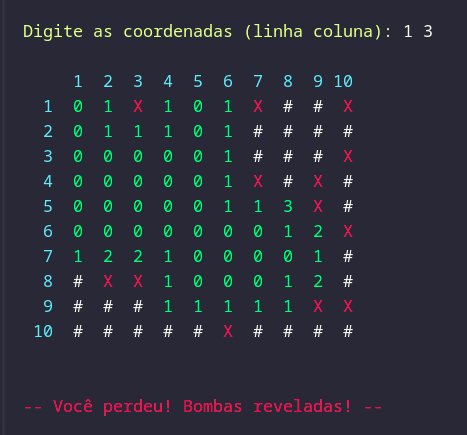 Digite as coordenadas (linha coluna): 1 3
1 2 3 4 5 6 7 8 9 10
1 0 1 X 1 0 1 X # # X
2 0 1 1 1 0 1 # # # #
3 0 0 0 0 0 1 # # # X
4 0 0 0 0 0 1 X # X #
5 0 0 0 0 0 1 1 3 X #
6 0 0 0 0 0 0 0 1 2 X
7 1 2 2 1 0 0 0 0 1 #
8 # X X 1 0 0 0 1 2 #
9 # # # 1 1 1 1 1 X X
10 # # # # # X # # # #
-- Você perdeu! Bombas reveladas! --